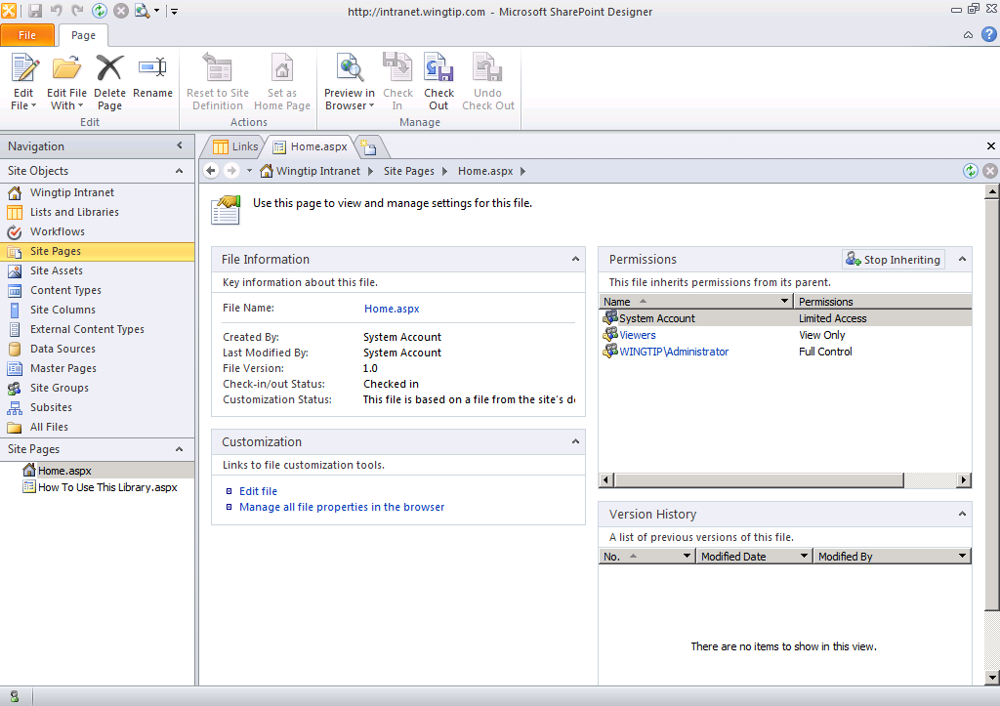 http://intranet.wingtip.com - Microsoft SharePoint Designer
File Page
Edit File
Edit File With
Delete Page
Rename
Edit
Reset to Site Definition
Set as Home Page
Actions
Preview in Browser
Check In
Check Out
Undo Check Out
Manage
Navigation
Site Objects
Wingtip Intranet
Lists and Libraries
Workflows
Site Pages
Site Assets
Content Types
Site Columns
External Content Types
Data Sources
Master Pages
Site Groups
Subsites
All Files
Site Pages
Home.aspx
How To Use This Library.aspx
Links Home.aspx
Wingtip Intranet Site Pages Home.aspx
Use this page to view and manage settings for this file.
File Information
Key information about this file.
File Name: Home.aspx
Created By: System Account
Last Modified By: System Account
File Version: 1.0
Check-in/out Status: Checked in
Customization Status: This file is based on a file from the site's de
Customization
Links to file customization tools.
Edit file
Manage all file properties in the browser
Permissions Stop Inheriting
This file inherits permissions from its parent.
Name Permissions
System Account Limited Access
Viewers View Only
WINGTIP\Administrator Full Control
Version History
A list of previous versions of this file.
No. Modified Date Modified By
There are no items to show in this view.